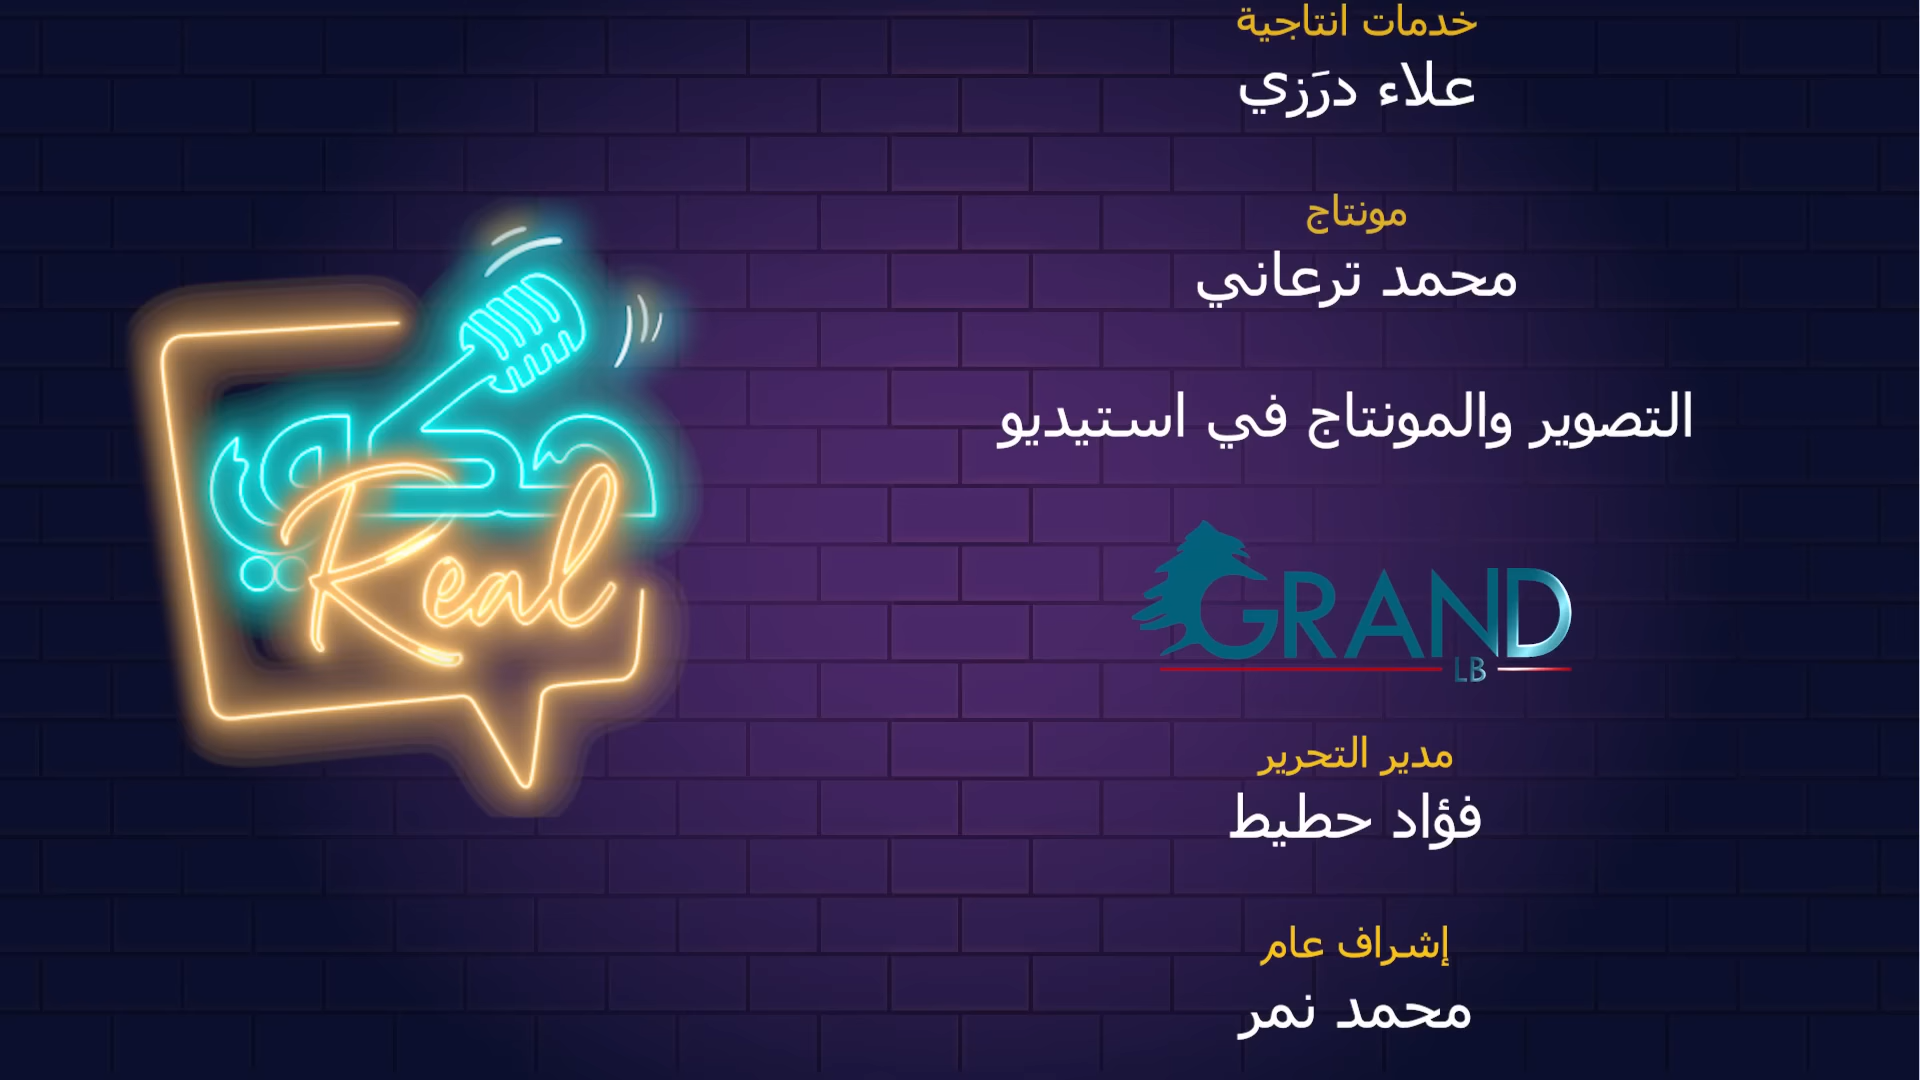 حكي
Real
خدمات انتاجية
علاء درَزي
مونتاج
محمد ترعاني
التصوير والمونتاج في استيديو
GRAND
LB
مدير التحرير
فؤاد حطيط
إشراف عام
محمد نمر